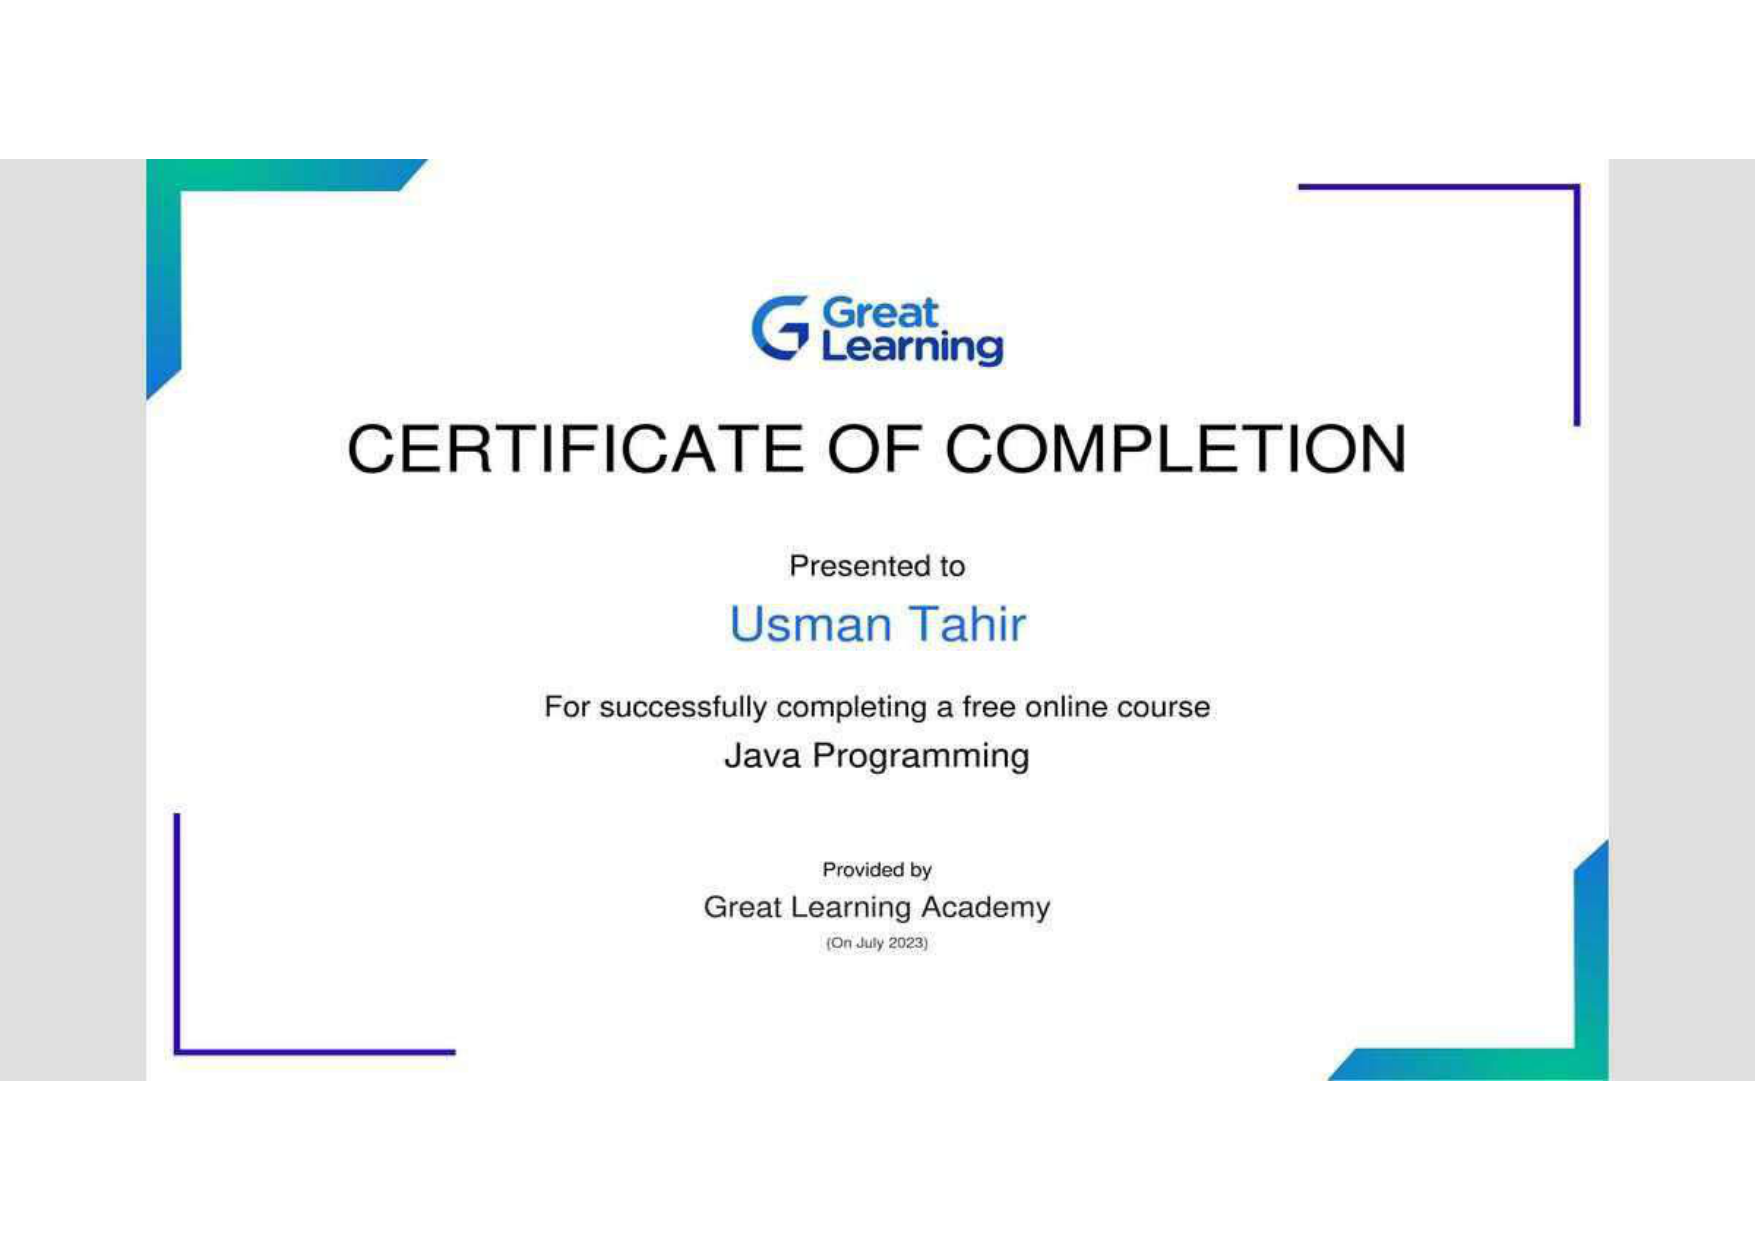 Great
Learning
CERTIFICATE OF COMPLETION
Presented to
Usman Tahir
For successfully completing a free online course
Java Programming
Provided by
Great Learning Academy
(On July 2023)